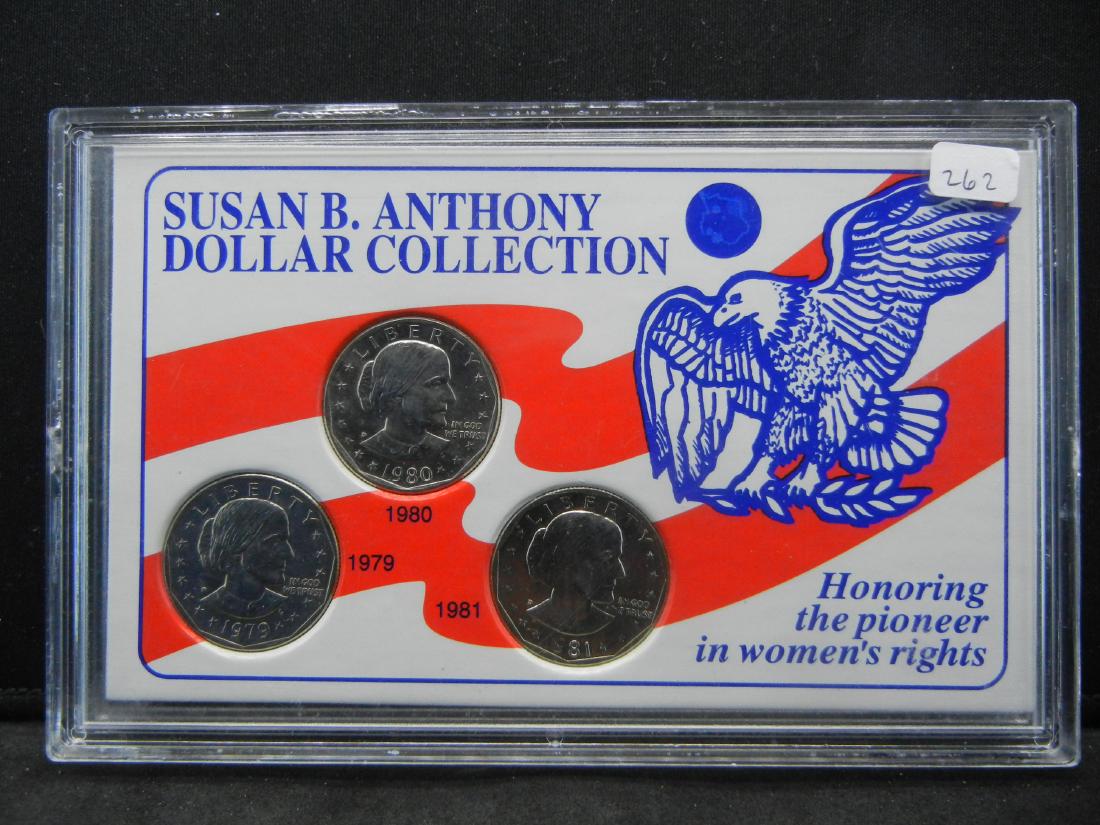 262
SUSAN B. ANTHONY
DOLLAR COLLECTION
LIBERTY
IN GOD
WE TRUST
P
1980
1980
LIBERTY
IN GOD
WE TRUST
P
1979
1979
LIBERTY
IN GOD
WE TRUST
P
1981
1981
Honoring
the pioneer
in women's rights